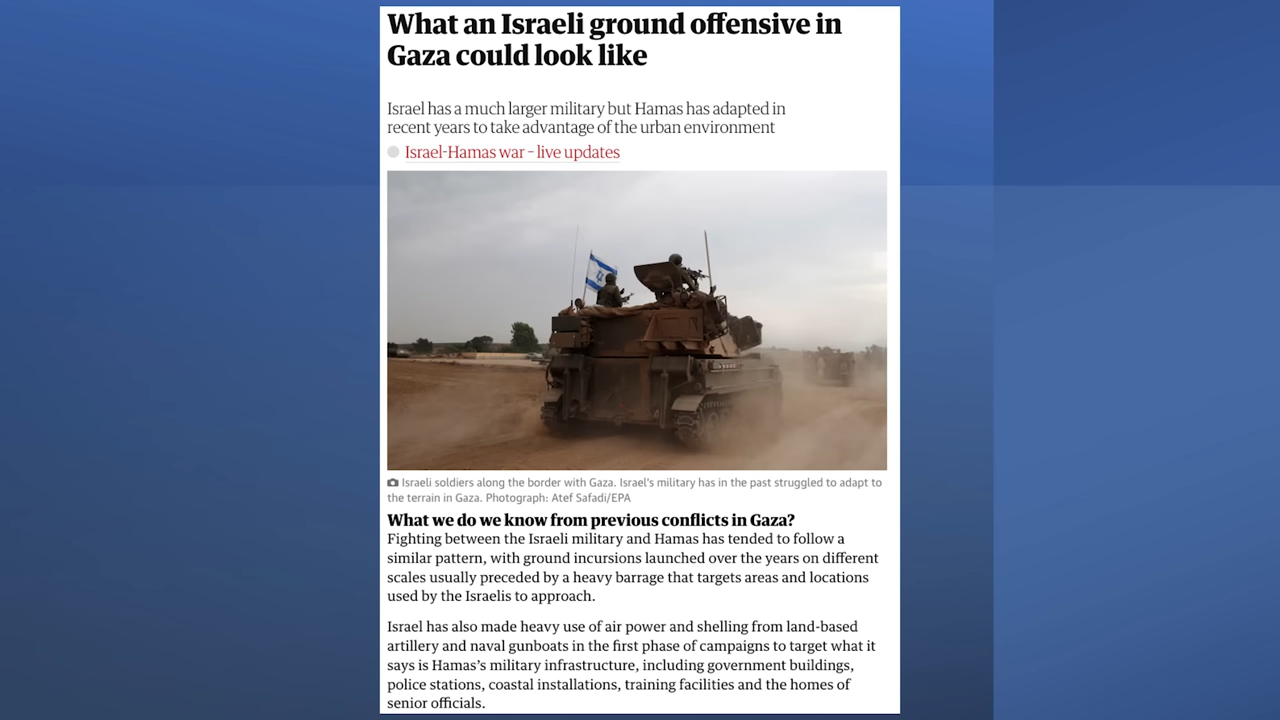 What an Israeli ground offensive in
Gaza could look like
Israel has a much larger military but Hamas has adapted in
recent years to take advantage of the urban environment
Israel-Hamas war – live updates
Israeli soldiers along the border with Gaza. Israel's military has in the past struggled to adapt to
the terrain in Gaza. Photograph: Atef Safadi/EPA
What we do we know from previous conflicts in Gaza?
Fighting between the Israeli military and Hamas has tended to follow a
similar pattern, with ground incursions launched over the years on different
scales usually preceded by a heavy barrage that targets areas and locations
used by the Israelis to approach.
Israel has also made heavy use of air power and shelling from land-based
artillery and naval gunboats in the first phase of campaigns to target what it
says is Hamas’s military infrastructure, including government buildings,
police stations, coastal installations, training facilities and the homes of
senior officials.